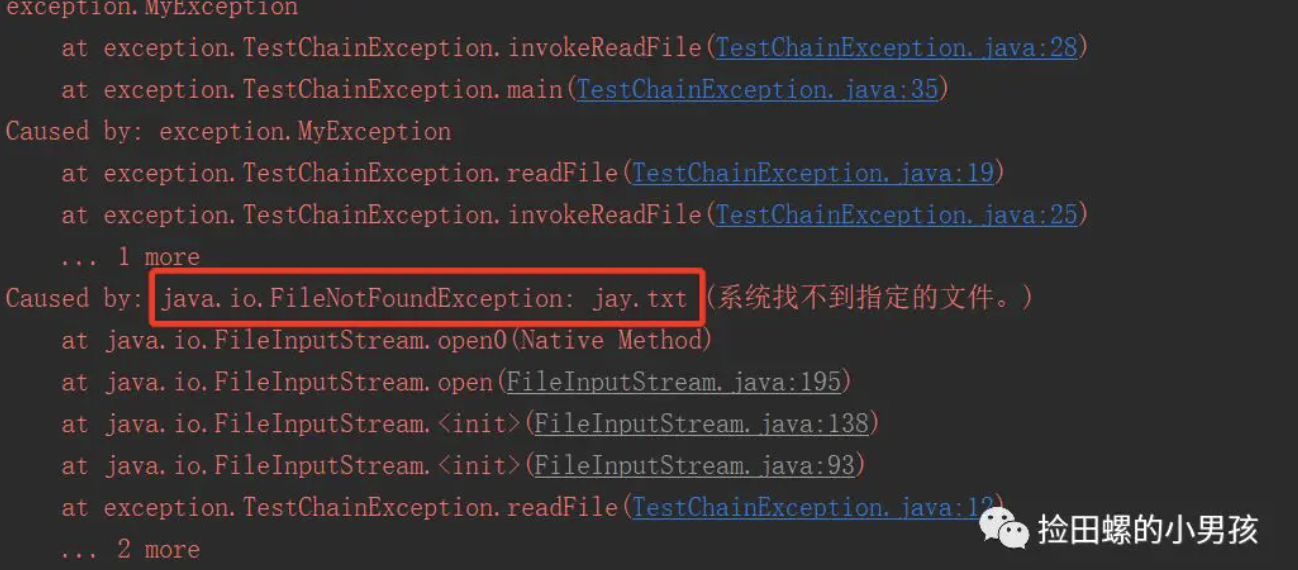 exception.MyException
at exception.TestChainException.invokeReadFile(TestChainException.java:28)
at exception.TestChainException.main(TestChainException.java:35)
Caused by: exception.MyException
at exception.TestChainException.readFile(TestChainException.java:19)
at exception.TestChainException.invokeReadFile(TestChainException.java:25)
... 1 more
Caused by: java.io.FileNotFoundException: jay.txt (系统找不到指定的文件。)
at java.io.FileInputStream.open0(Native Method)
at java.io.FileInputStream.open(FileInputStream.java:195)
at java.io.FileInputStream.<init>(FileInputStream.java:138)
at java.io.FileInputStream.<init>(FileInputStream.java:93)
at exception.TestChainException.readFile(TestChainException.java:12)
... 2 more
捡田螺的小男孩